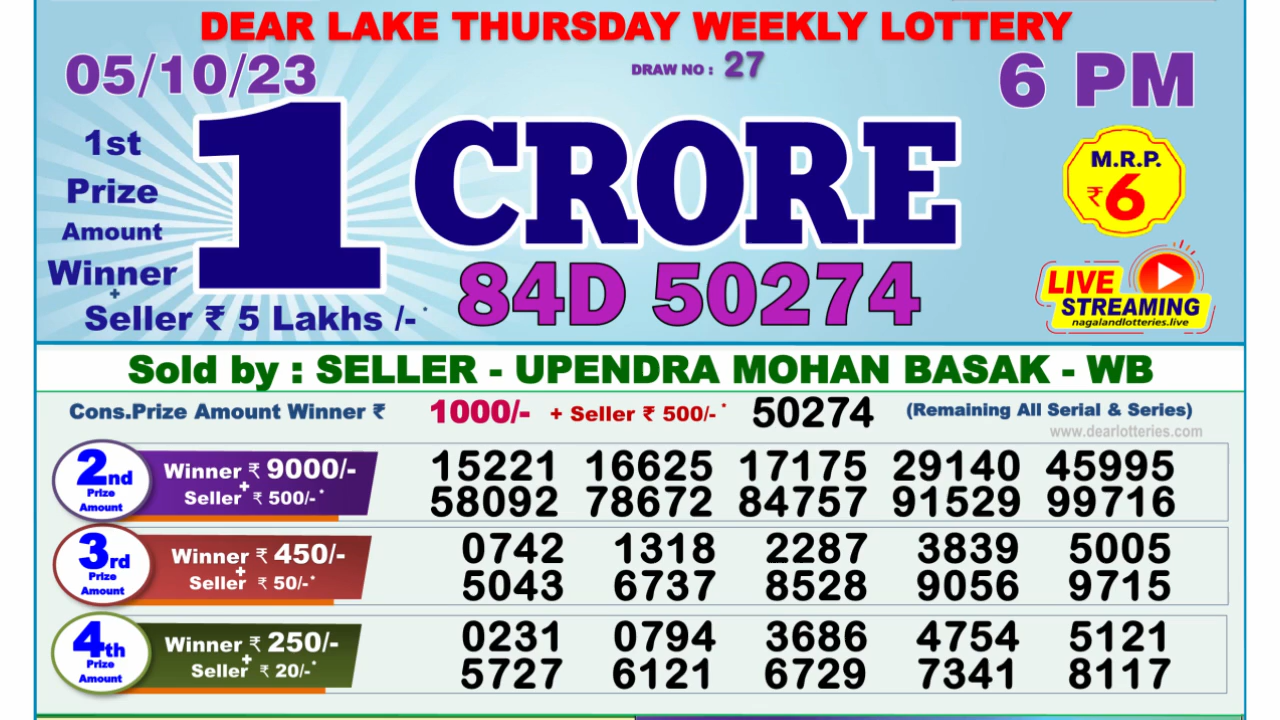 DEAR LAKE THURSDAY WEEKLY LOTTERY
05/10/23
DRAW NO : 27
6 PM
1st
Prize
Amount
Winner
+
Seller ₹ 5 Lakhs /-*
1 CRORE
84D 50274
M.R.P.
₹6
LIVE
STREAMING
nagalandlotteries.live
Sold by : SELLER - UPENDRA MOHAN BASAK - WB
Cons.Prize Amount Winner ₹ 1000/- + Seller ₹ 500/-* 50274 (Remaining All Serial & Series)
www.dearlotteries.com
2nd
Prize
Amount
Winner ₹ 9000/-
+
Seller ₹ 500/-*
15221 16625 17175 29140 45995
58092 78672 84757 91529 99716
3rd
Prize
Amount
Winner ₹ 450/-
+
Seller ₹ 50/-*
0742 1318 2287 3839 5005
5043 6737 8528 9056 9715
4th
Prize
Amount
Winner ₹ 250/-
+
Seller ₹ 20/-*
0231 0794 3686 4754 5121
5727 6121 6729 7341 8117